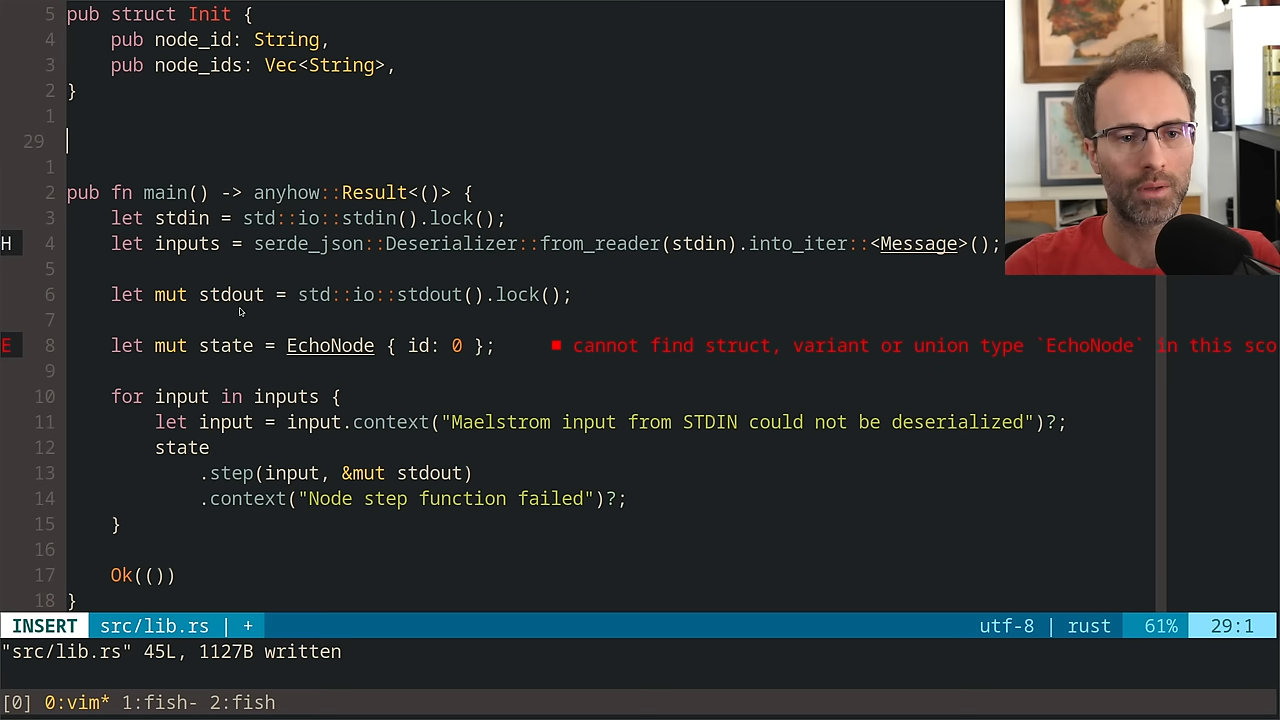 5 pub struct Init {
4     pub node_id: String,
3     pub node_ids: Vec<String>,
2 }
1
29
1
2 pub fn main() -> anyhow::Result<()> {
3     let stdin = std::io::stdin().lock();
H 4     let inputs = serde_json::Deserializer::from_reader(stdin).into_iter::<Message>();
5
6     let mut stdout = std::io::stdout().lock();
7
E 8     let mut state = EchoNode { id: 0 };     ■ cannot find struct, variant or union type `EchoNode` in this sco
9
10     for input in inputs {
11         let input = input.context("Maelstrom input from STDIN could not be deserialized")?;
12         state
13             .step(input, &mut stdout)
14             .context("Node step function failed")?;
15     }
16
17     Ok(())
18 }
INSERT src/lib.rs | + utf-8 | rust 61% 29:1
"src/lib.rs" 45L, 1127B written
[0] 0:vim* 1:fish- 2:fish